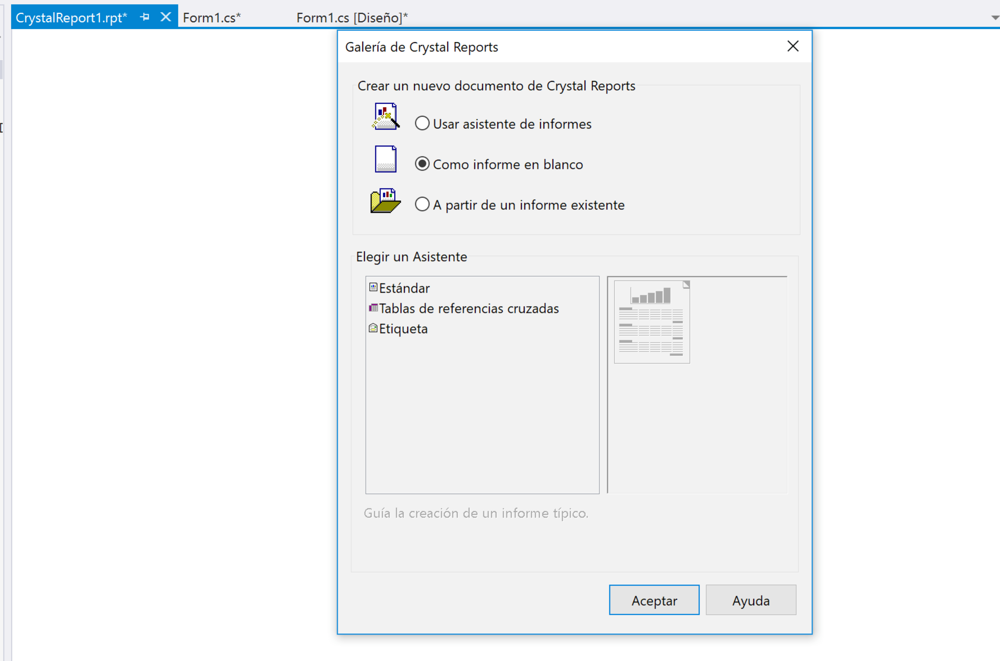 CrystalReport1.rpt* Form1.cs* Form1.cs [Diseño]*
Galería de Crystal Reports
Crear un nuevo documento de Crystal Reports
Usar asistente de informes
Como informe en blanco
A partir de un informe existente
Elegir un Asistente
Estándar
Tablas de referencias cruzadas
Etiqueta
Guía la creación de un informe típico.
Aceptar Ayuda